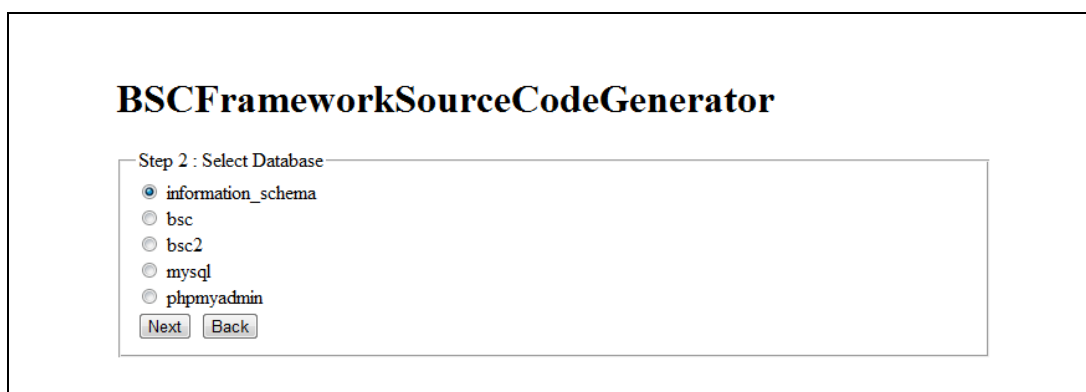 BSCFrameworkSourceCodeGenerator
Step 2 : Select Database
information_schema
bsc
bsc2
mysql
phpmyadmin
Next Back